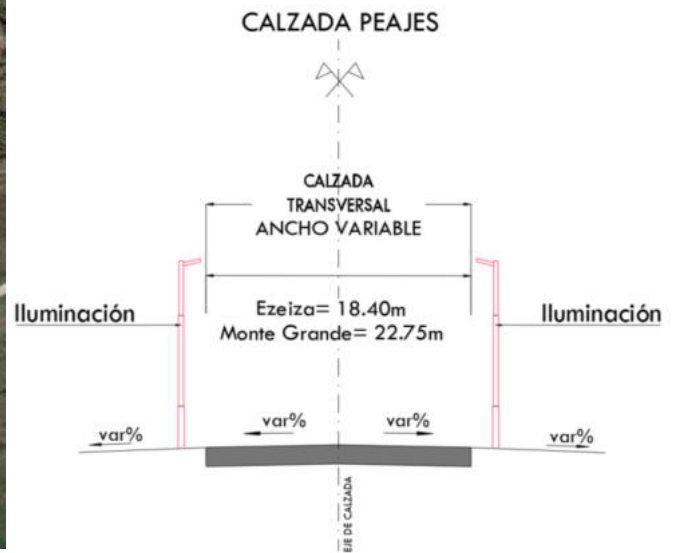 CALZADA PEAJES
CALZADA
TRANSVERSAL
ANCHO VARIABLE
Ezeiza= 18.40m
Monte Grande= 22.75m
Iluminación
Iluminación
var%
var%
var%
var%
EJE DE CALZADA